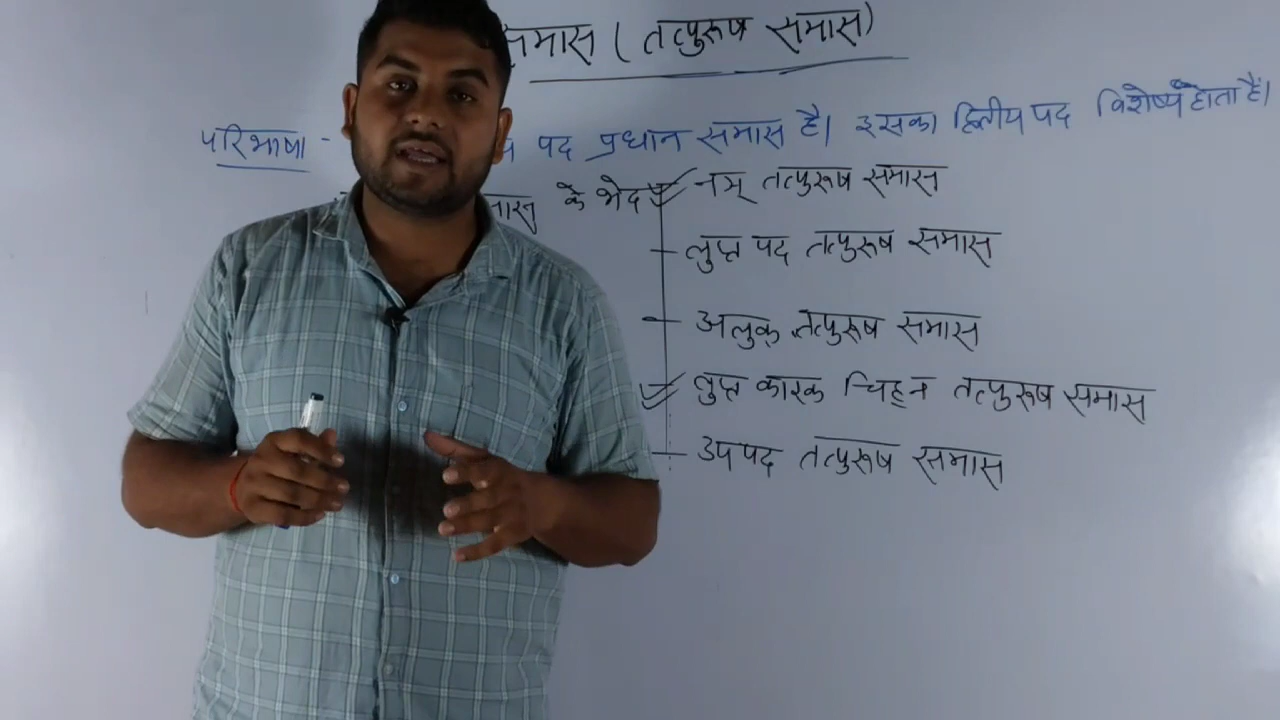 समास ( तत्पुरूष समास)
परिभाषा - पद प्रधान समास है। इसका द्वितीय पद विशेष्य होता है।
के भेद
नञ् तत्पुरूष समास
लुप्त पद तत्पुरूष समास
अलुक् तत्पुरूष समास
लुप्त कारक चिह्न तत्पुरूष समास
उपपद तत्पुरूष समास